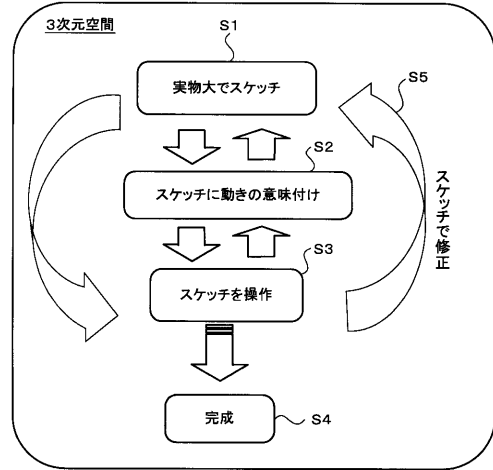 3次元空間
S1
実物大でスケッチ
S5
S2
スケッチに動きの意味付け
スケッチで修正
S3
スケッチを操作
完成
S4